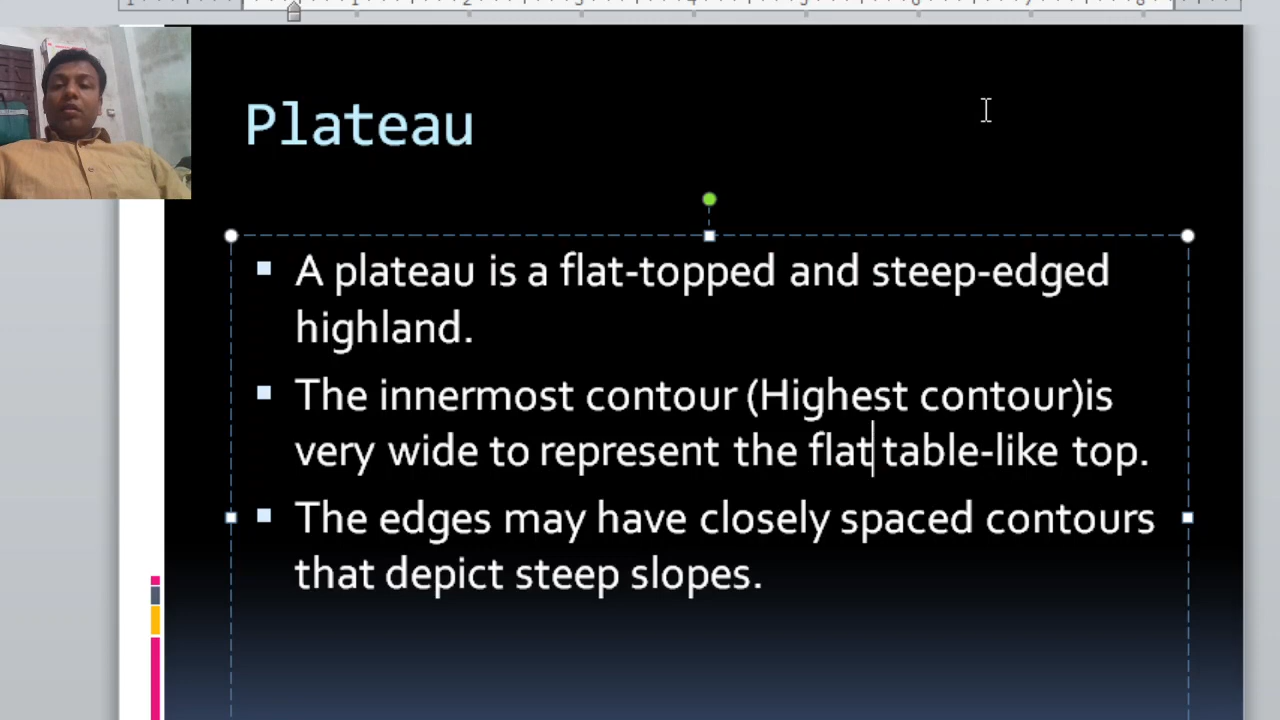 Plateau
A plateau is a flat-topped and steep-edged
highland.
The innermost contour (Highest contour)is
very wide to represent the flat table-like top.
The edges may have closely spaced contours
that depict steep slopes.